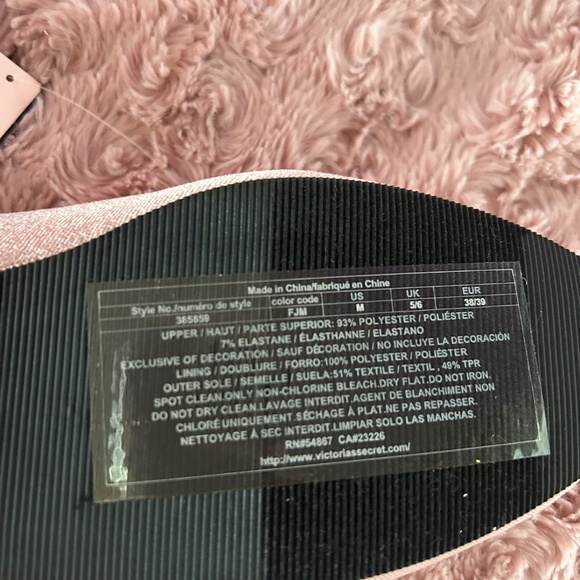 Made in China/fabriqué en Chine
Style No./numéro de style color code US UK EUR
385859 FJM M 5/6 38/39
UPPER / HAUT / PARTE SUPERIOR: 93% POLYESTER / POLIÉSTER
7% ELASTANE / ÉLASTHANNE / ELASTANO
EXCLUSIVE OF DECORATION / SAUF DÉCORATION / NO INCLUYE LA DECORACIÓN
LINING / DOUBLURE / FORRO:100% POLYESTER / POLIÉSTER
OUTER SOLE / SEMELLE / SUELA:51% TEXTILE / TEXTIL , 49% TPR
SPOT CLEAN.ONLY NON-CHLORINE BLEACH.DRY FLAT.DO NOT IRON.
DO NOT DRY CLEAN.LAVAGE INTERDIT.AGENT DE BLANCHIMENT NON
CHLORÉ UNIQUEMENT.SÉCHAGE À PLAT.NE PAS REPASSER.
NETTOYAGE À SEC INTERDIT.LIMPIAR SOLO LAS MANCHAS.
RN#54867 CA#23226
http://www.victoriassecret.com/